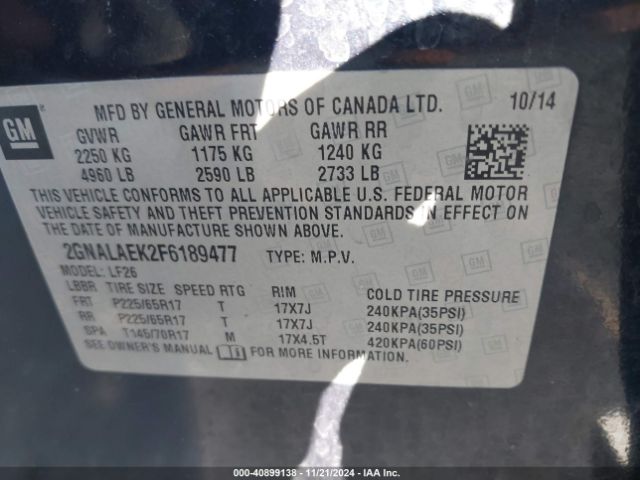 GM
MFD BY GENERAL MOTORS OF CANADA LTD. 10/14
GVWR GAWR FRT GAWR RR
2250 KG 1175 KG 1240 KG
4960 LB 2590 LB 2733 LB
THIS VEHICLE CONFORMS TO ALL APPLICABLE U.S. FEDERAL MOTOR
VEHICLE SAFETY AND THEFT PREVENTION STANDARDS IN EFFECT ON
THE DATE OF MANUFACTURE SHOWN ABOVE.
2GNALAEK2F6189477 TYPE: M.P.V.
MODEL: LF26
LBBR TIRE SIZE SPEED RTG RIM COLD TIRE PRESSURE
FRT P225/65R17 T 17X7J 240KPA(35PSI)
RR P225/65R17 T 17X7J 240KPA(35PSI)
SPA T145/70R17 M 17X4.5T 420KPA(60PSI)
SEE OWNER'S MANUAL FOR MORE INFORMATION.
000-40899138 - 11/21/2024 - IAA Inc.